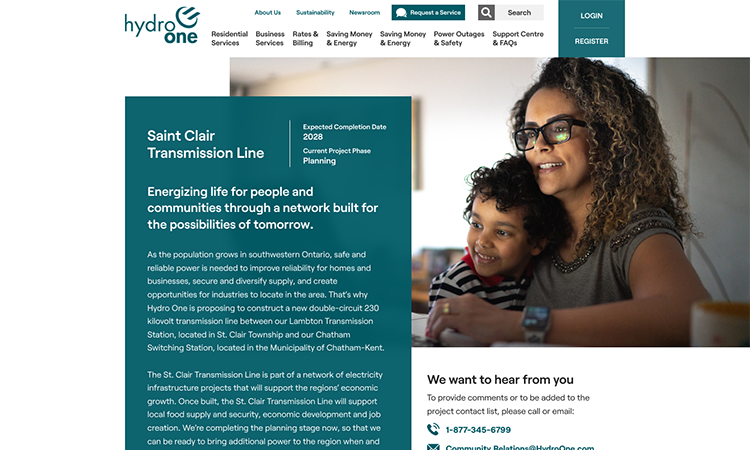 hydro
one
About Us
Sustainability
Newsroom
Request a Service
Search
LOGIN
REGISTER
Residential
Services
Business
Services
Rates &
Billing
Saving Money
& Energy
Saving Money
& Energy
Power Outages
& Safety
Support Centre
& FAQs
Saint Clair
Transmission Line
Expected Completion Date
2028
Current Project Phase
Planning
Energizing life for people and
communities through a network built for
the possibilities of tomorrow.
As the population grows in southwestern Ontario, safe and
reliable power is needed to improve reliability for homes and
businesses, secure and diversify supply, and create
opportunities for industries to locate in the area. That's why
Hydro One is proposing to construct a new double-circuit 230
kilovolt transmission line between our Lambton Transmission
Station, located in St. Clair Township and our Chatham
Switching Station, located in the Municipality of Chatham-Kent.
The St. Clair Transmission Line is part of a network of electricity
infrastructure projects that will support the regions' economic
growth. Once built, the St. Clair Transmission Line will support
local food supply and security, economic development and job
creation. We're completing the planning stage now, so that we
can be ready to bring additional power to the region when and
We want to hear from you
To provide comments or to be added to the
project contact list, please call or email:
1-877-345-6799
Community.Relations@HydroOne.com